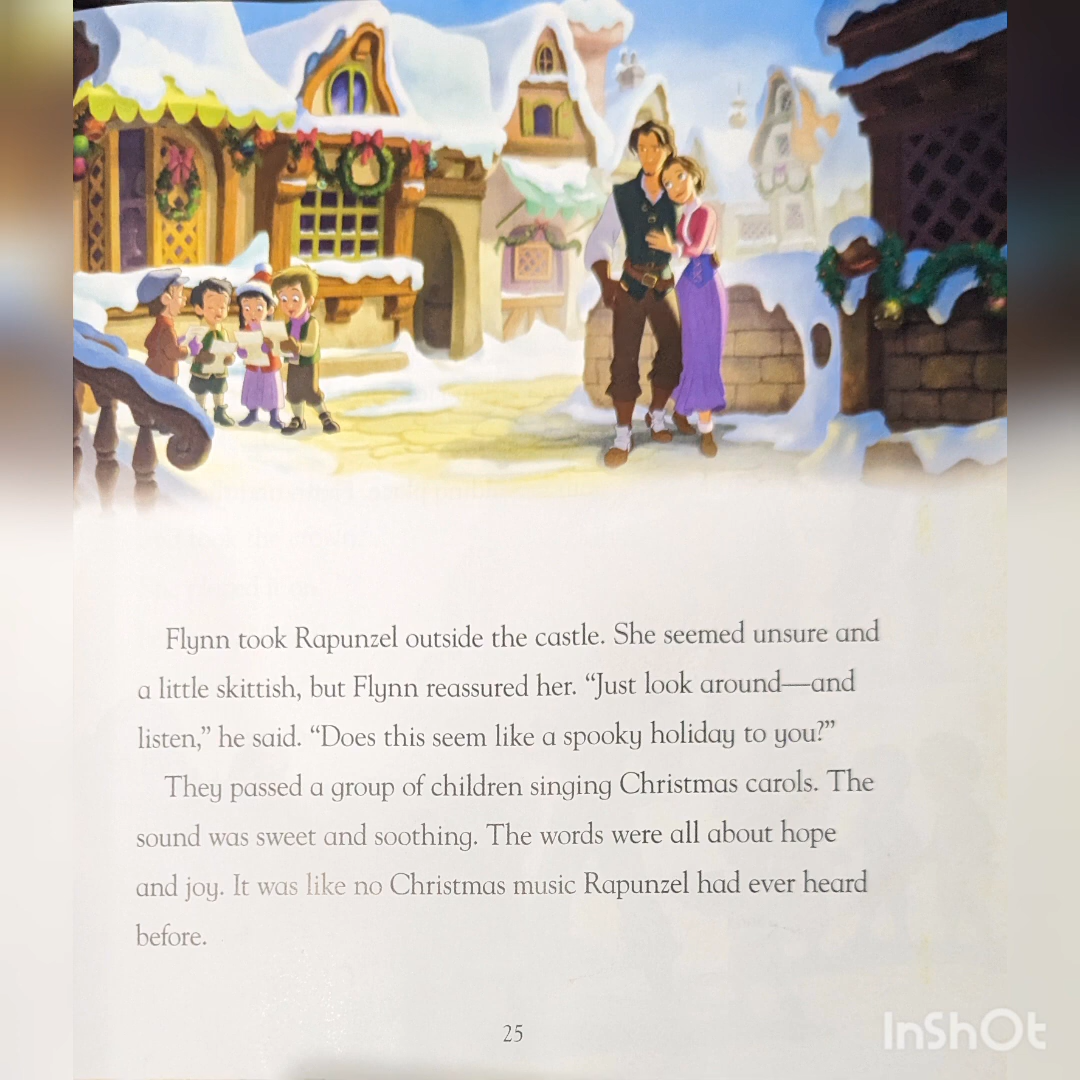 Flynn took Rapunzel outside the castle. She seemed unsure and
a little skittish, but Flynn reassured her. “Just look around—and
listen,” he said. “Does this seem like a spooky holiday to you?”
They passed a group of children singing Christmas carols. The
sound was sweet and soothing. The words were all about hope
and joy. It was like no Christmas music Rapunzel had ever heard
before.
25
InShOt